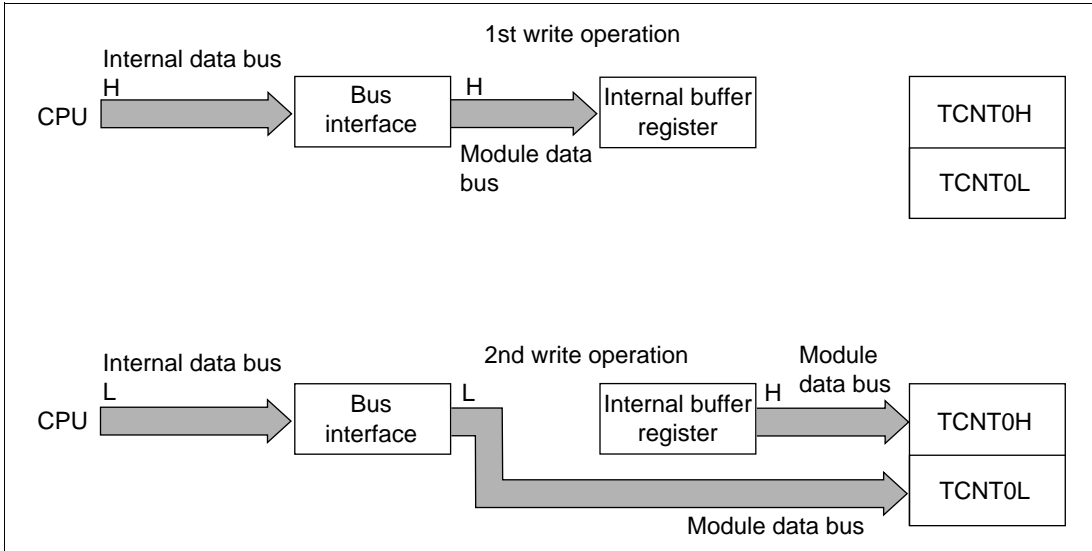 1st write operation
Internal data bus
H
CPU
Bus
interface
H
Module data
bus
Internal buffer
register
TCNT0H
TCNT0L
2nd write operation
Internal data bus
L
CPU
Bus
interface
L
Internal buffer
register
H
Module
data bus
TCNT0H
TCNT0L
Module data bus